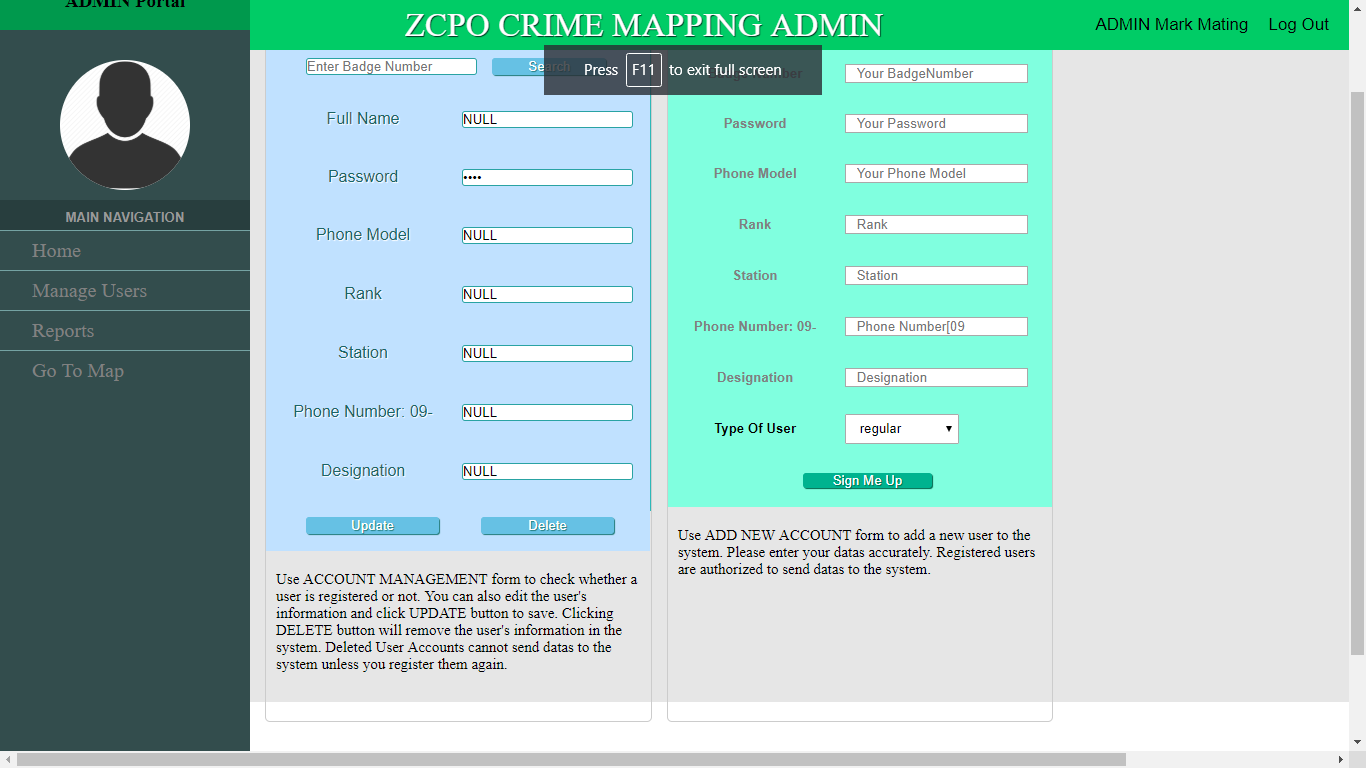 ADMIN Portal
ZCPO CRIME MAPPING ADMIN
ADMIN Mark Mating
Log Out
Press F11 to exit full screen
MAIN NAVIGATION
Home
Manage Users
Reports
Go To Map
Enter Badge Number
Search
Full Name
NULL
Password
••••
Phone Model
NULL
Rank
NULL
Station
NULL
Phone Number: 09-
NULL
Designation
NULL
Update
Delete
Use ACCOUNT MANAGEMENT form to check whether a
user is registered or not. You can also edit the user's
information and click UPDATE button to save. Clicking
DELETE button will remove the user's information in the
system. Deleted User Accounts cannot send datas to the
system unless you register them again.
Your BadgeNumber
Password
Your Password
Phone Model
Your Phone Model
Rank
Rank
Station
Station
Phone Number: 09-
Phone Number[09
Designation
Designation
Type Of User
regular
Sign Me Up
Use ADD NEW ACCOUNT form to add a new user to the
system. Please enter your datas accurately. Registered users
are authorized to send datas to the system.